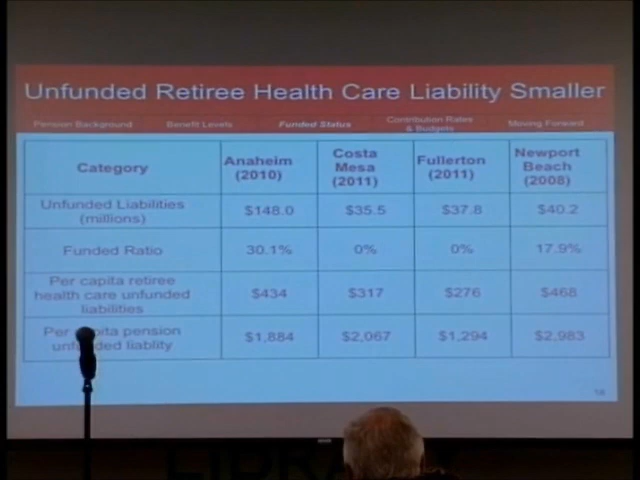 Unfunded Retiree Health Care Liability Smaller
Pension Background Benefit Levels Funded Status Contribution Rates & Budgets Moving Forward
Category Anaheim (2010) Costa Mesa (2011) Fullerton (2011) Newport Beach (2008)
Unfunded Liabilities (millions) $148.0 $35.5 $37.8 $40.2
Funded Ratio 30.1% 0% 0% 17.9%
Per capita retiree health care unfunded liabilities $434 $317 $276 $468
Per capita pension unfunded liablity $1,884 $2,067 $1,294 $2,983